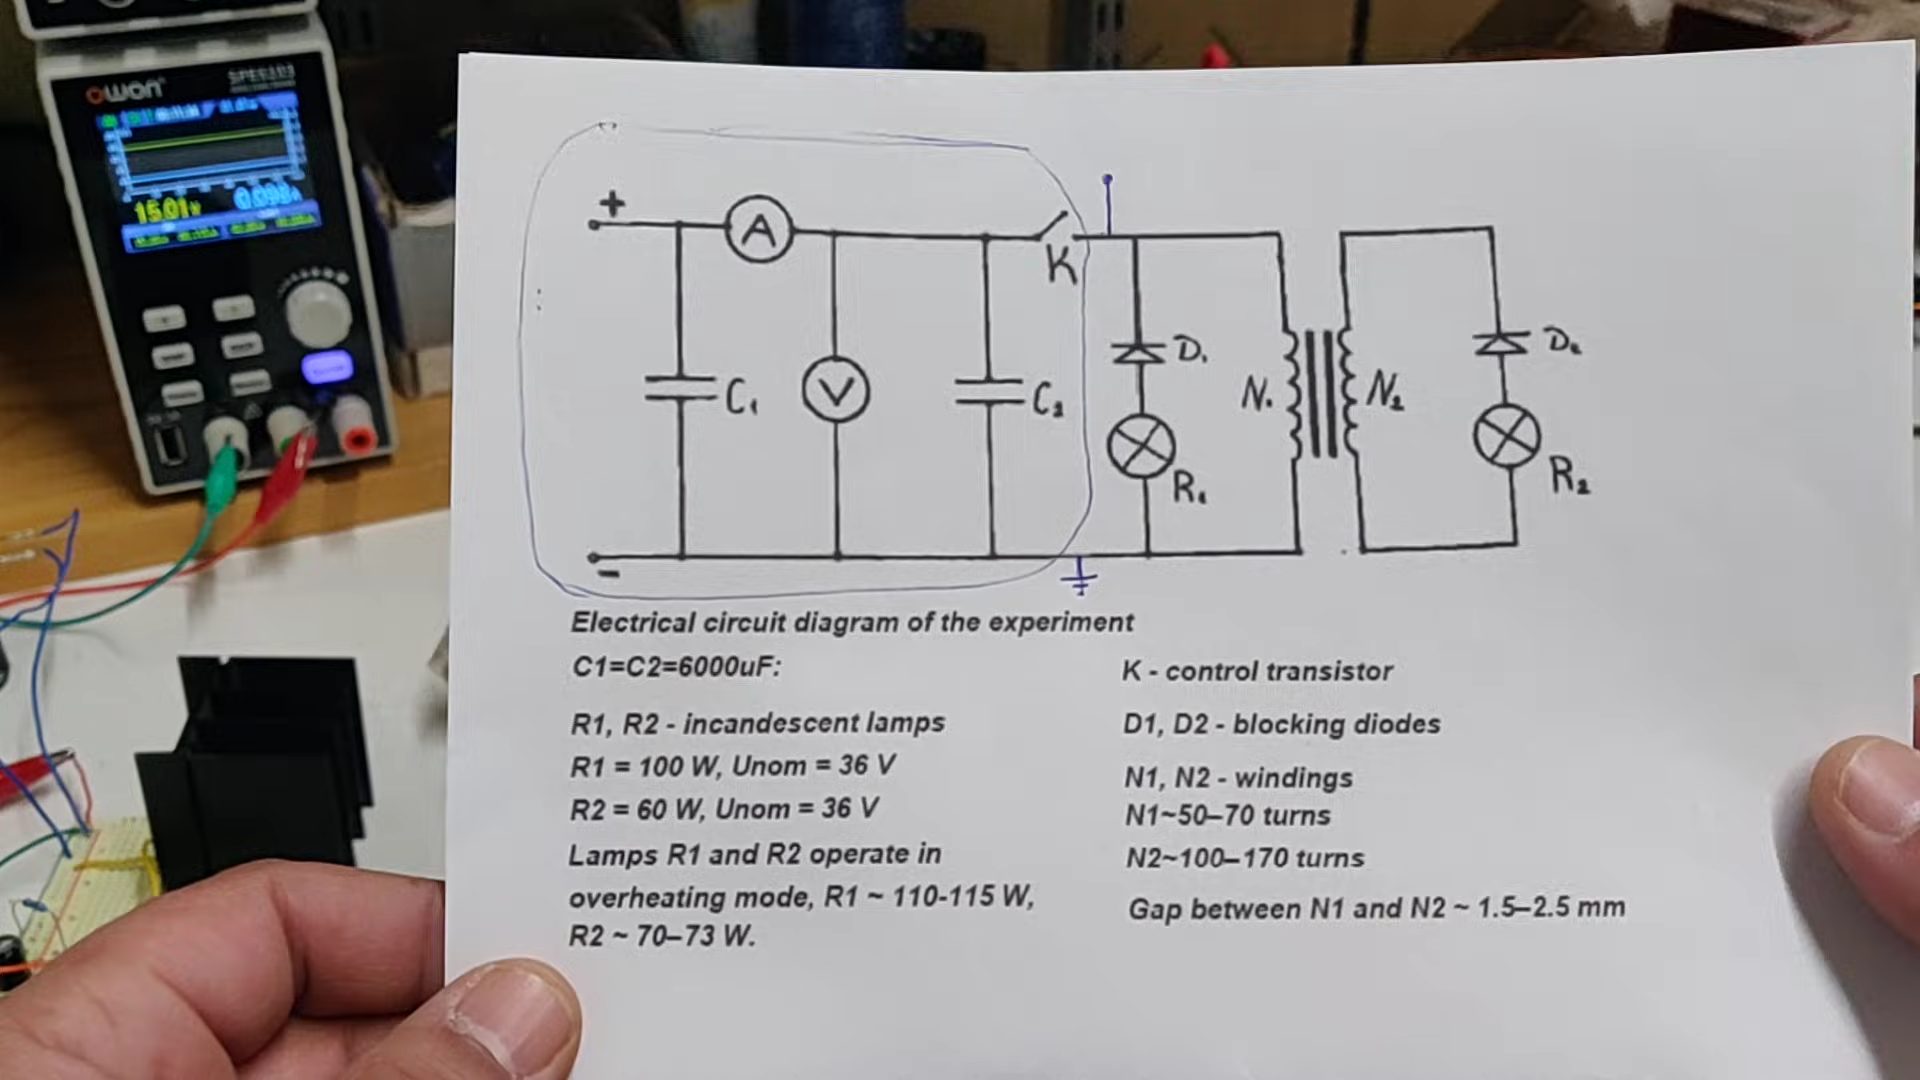 owon
SPE6103
15.01v
+
A
K
C1
V
C2
D1
R1
N1
N2
D2
R2
-
Electrical circuit diagram of the experiment
C1=C2=6000uF:
R1, R2 - incandescent lamps
R1 = 100 W, Unom = 36 V
R2 = 60 W, Unom = 36 V
Lamps R1 and R2 operate in
overheating mode, R1 ~ 110-115 W,
R2 ~ 70–73 W.
K - control transistor
D1, D2 - blocking diodes
N1, N2 - windings
N1~50–70 turns
N2~100–170 turns
Gap between N1 and N2 ~ 1.5–2.5 mm